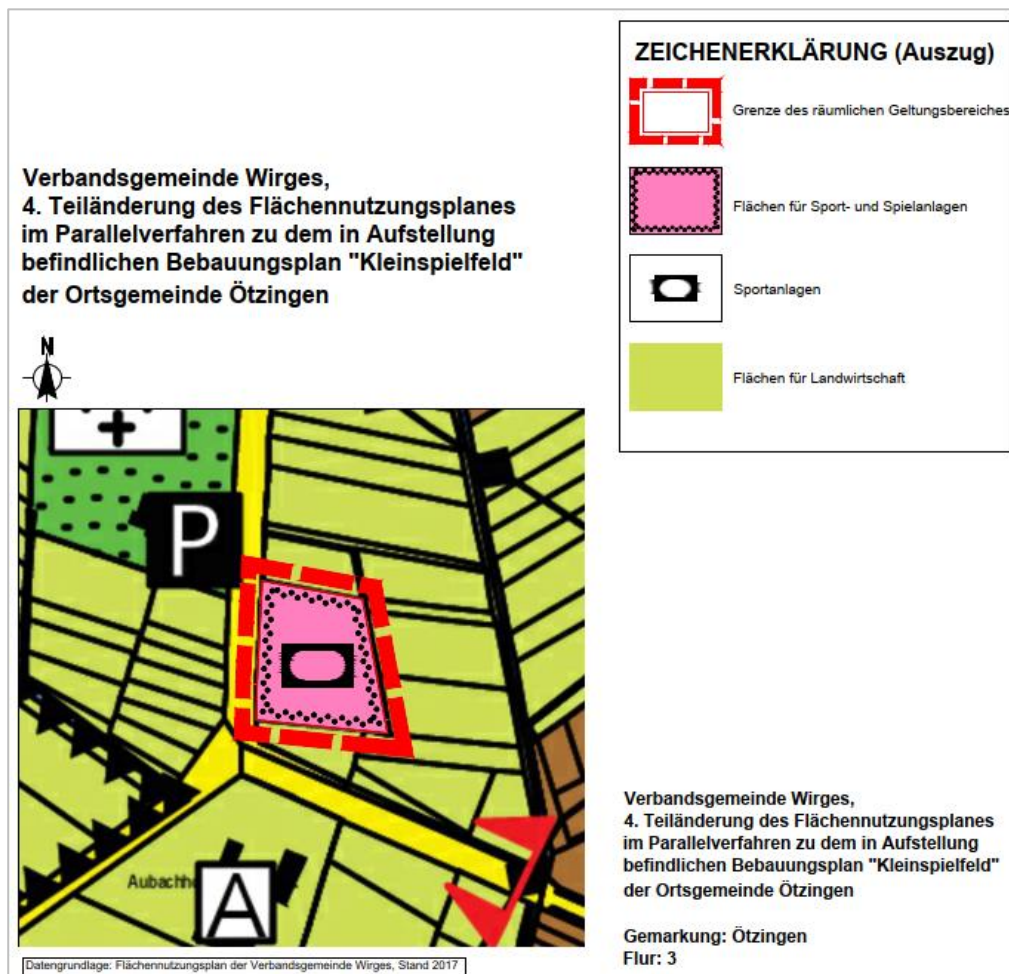 ZEICHENERKLÄRUNG (Auszug)
Grenze des räumlichen Geltungsbereiches
Flächen für Sport- und Spielanlagen
Sportanlagen
Flächen für Landwirtschaft
Verbandsgemeinde Wirges,
4. Teiländerung des Flächennutzungsplanes
im Parallelverfahren zu dem in Aufstellung
befindlichen Bebauungsplan "Kleinspielfeld"
der Ortsgemeinde Ötzingen
N
P
A
Verbandsgemeinde Wirges,
4. Teiländerung des Flächennutzungsplanes
im Parallelverfahren zu dem in Aufstellung
befindlichen Bebauungsplan "Kleinspielfeld"
der Ortsgemeinde Ötzingen
Gemarkung: Ötzingen
Flur: 3
Datengrundlage: Flächennutzungsplan der Verbandsgemeinde Wirges, Stand 2017